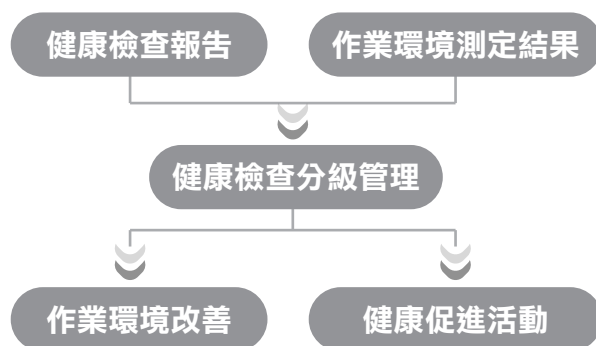 健康檢查報告
作業環境測定結果
健康檢查分級管理
作業環境改善
健康促進活動